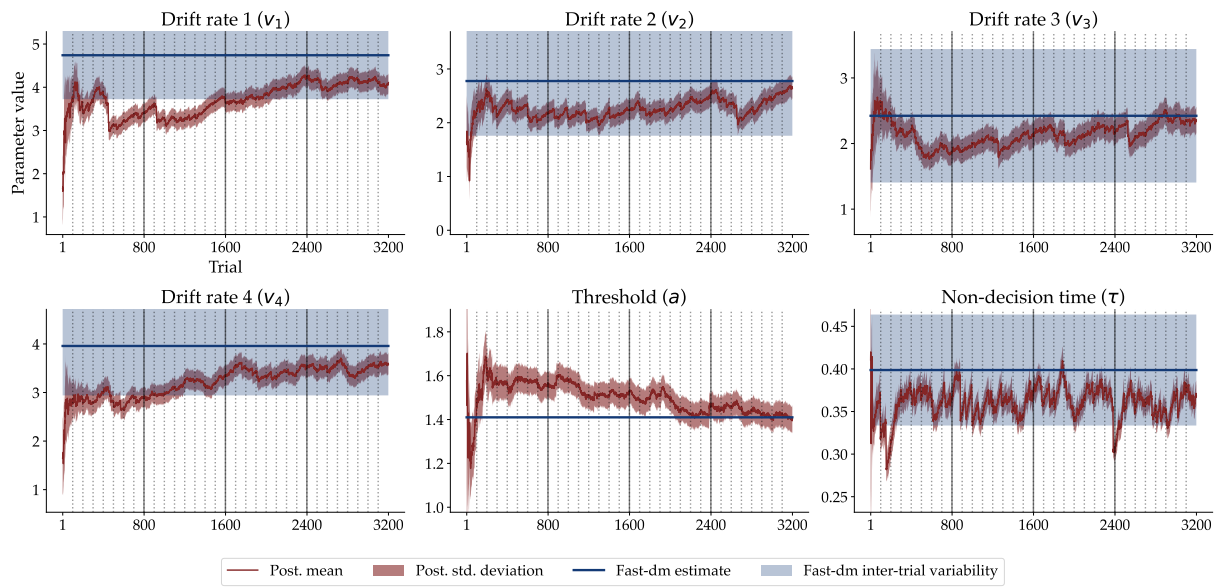 Drift rate 1 (v₁)
Drift rate 2 (v₂)
Drift rate 3 (v₃)
Parameter value
5
4
3
2
1
1 800 1600 2400 3200
Trial
3
2
1
0
1 800 1600 2400 3200
3
2
1
1 800 1600 2400 3200
Drift rate 4 (v₄)
Threshold (a)
Non-decision time (τ)
4
3
2
1
1 800 1600 2400 3200
1.8
1.6
1.4
1.2
1.0
1 800 1600 2400 3200
0.45
0.40
0.35
0.30
0.25
1 800 1600 2400 3200
Post. mean
Post. std. deviation
Fast-dm estimate
Fast-dm inter-trial variability